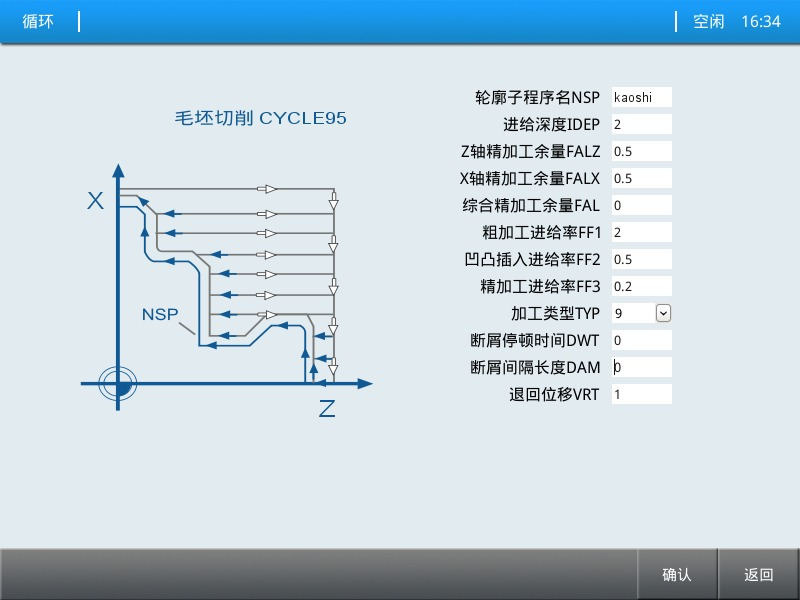 循环
空闲 16:34
毛坯切削 CYCLE95
X
NSP
Z
轮廓子程序名NSP kaoshi
进给深度IDEP 2
Z轴精加工余量FALZ 0.5
X轴精加工余量FALX 0.5
综合精加工余量FAL 0
粗加工进给率FF1 2
凹凸插入进给率FF2 0.5
精加工进给率FF3 0.2
加工类型TYP 9
断屑停顿时间DWT 0
断屑间隔长度DAM 0
退回位移VRT 1
确认 返回